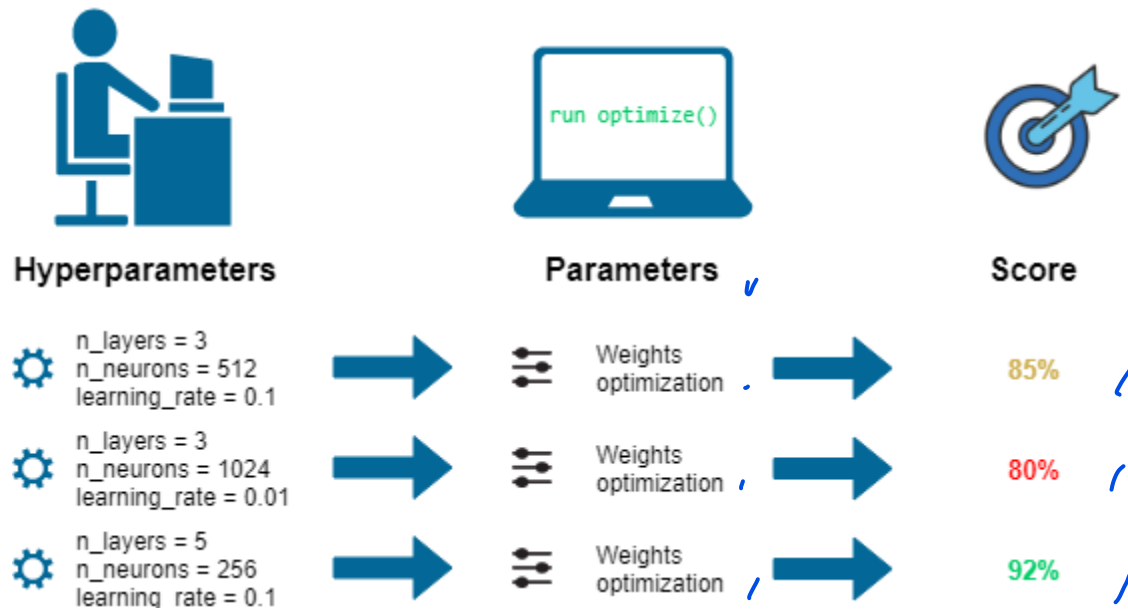 run optimize()
Hyperparameters
Parameters
Score
n_layers = 3
n_neurons = 512
learning_rate = 0.1
Weights
optimization
85%
n_layers = 3
n_neurons = 1024
learning_rate = 0.01
Weights
optimization
80%
n_layers = 5
n_neurons = 256
learning_rate = 0.1
Weights
optimization
92%